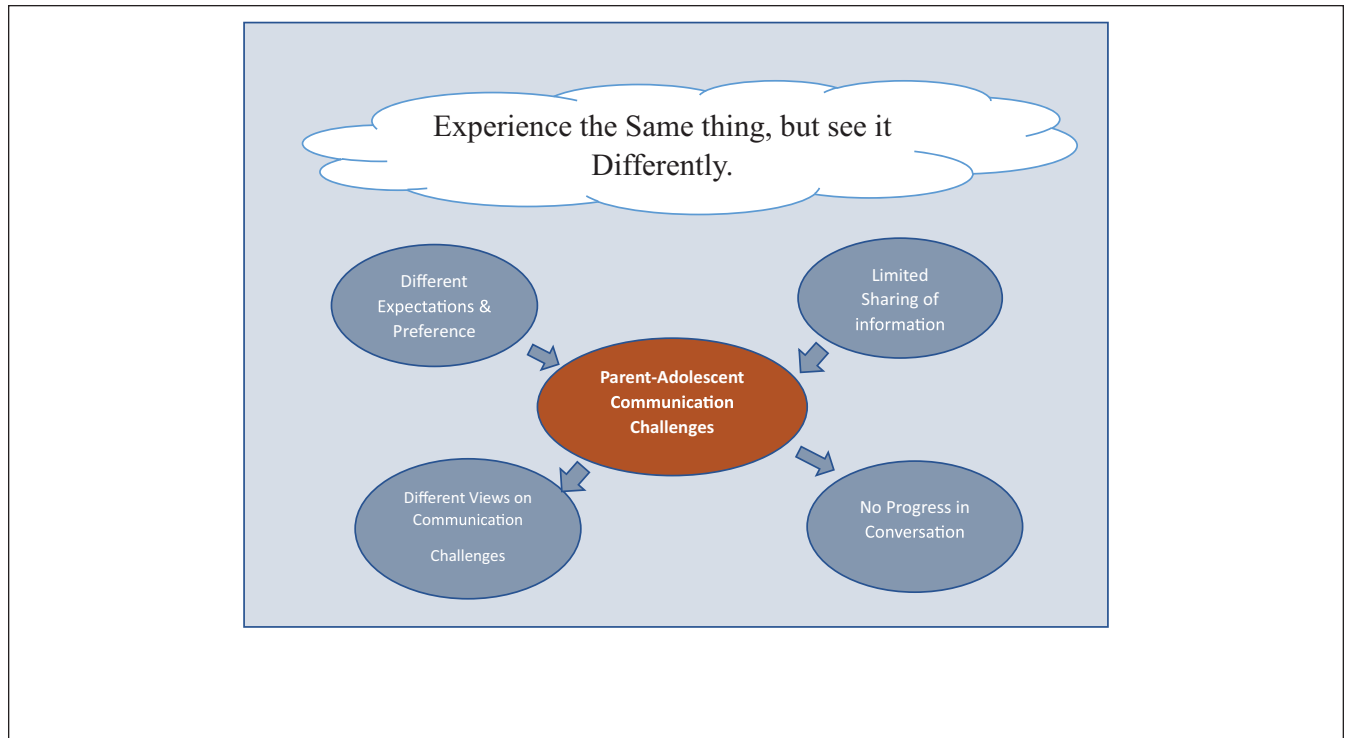 Experience the Same thing, but see it
Differently.
Different
Expectations &
Preference
Limited
Sharing of
information
Parent-Adolescent
Communication
Challenges
Different Views on
Communication
Challenges
No Progress in
Conversation